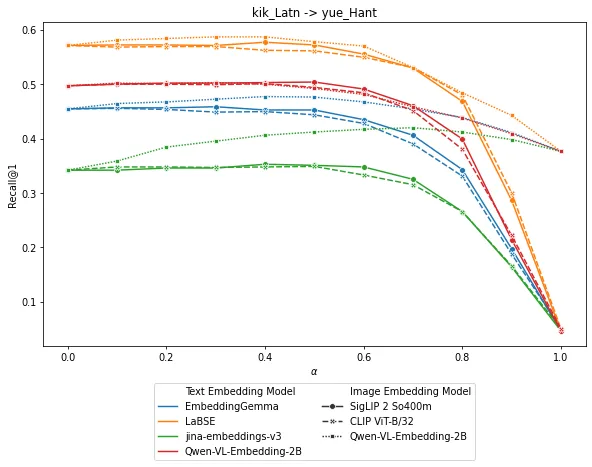 kik_Latn -> yue_Hant
Recall@1
0.6
0.5
0.4
0.3
0.2
0.1
0.0 0.2 0.4 0.6 0.8 1.0
α
Text Embedding Model Image Embedding Model
EmbeddingGemma SigLIP 2 So400m
LaBSE CLIP ViT-B/32
jina-embeddings-v3 Qwen-VL-Embedding-2B
Qwen-VL-Embedding-2B